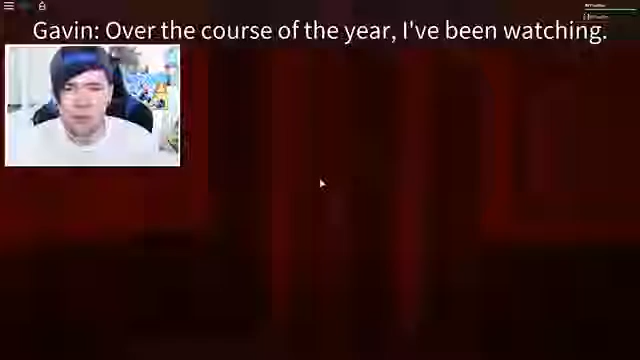 Gavin: Over the course of the year, I've been watching.